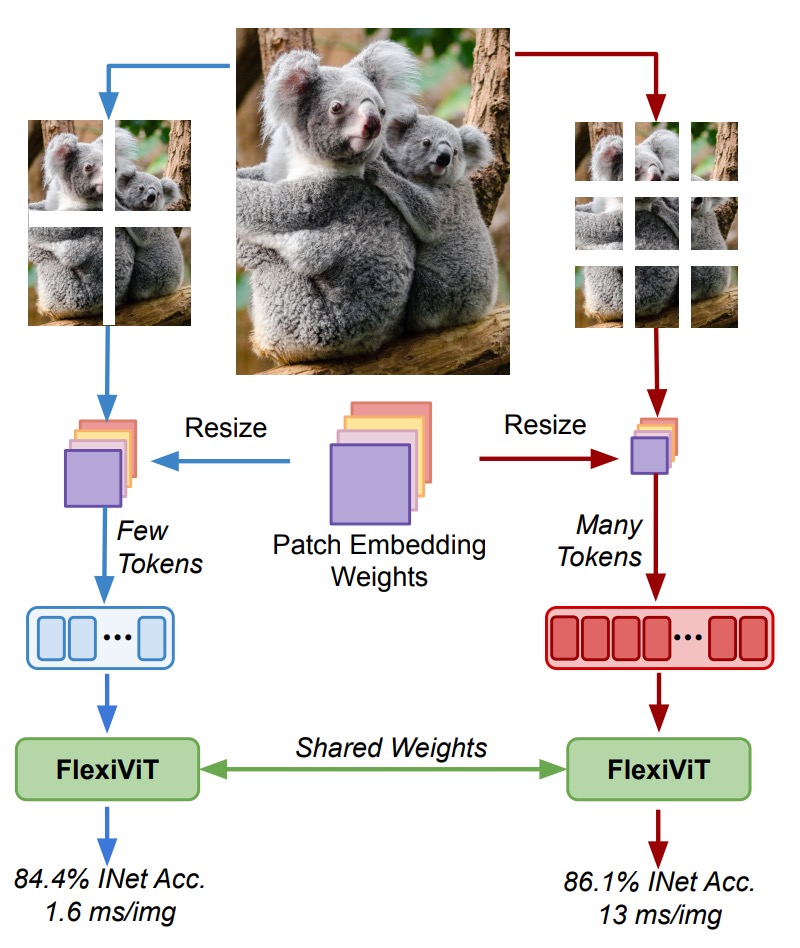 Resize
Resize
Patch Embedding
Weights
Few
Tokens
Many
Tokens
...
...
FlexiViT
Shared Weights
FlexiViT
84.4% INet Acc.
1.6 ms/img
86.1% INet Acc.
13 ms/img